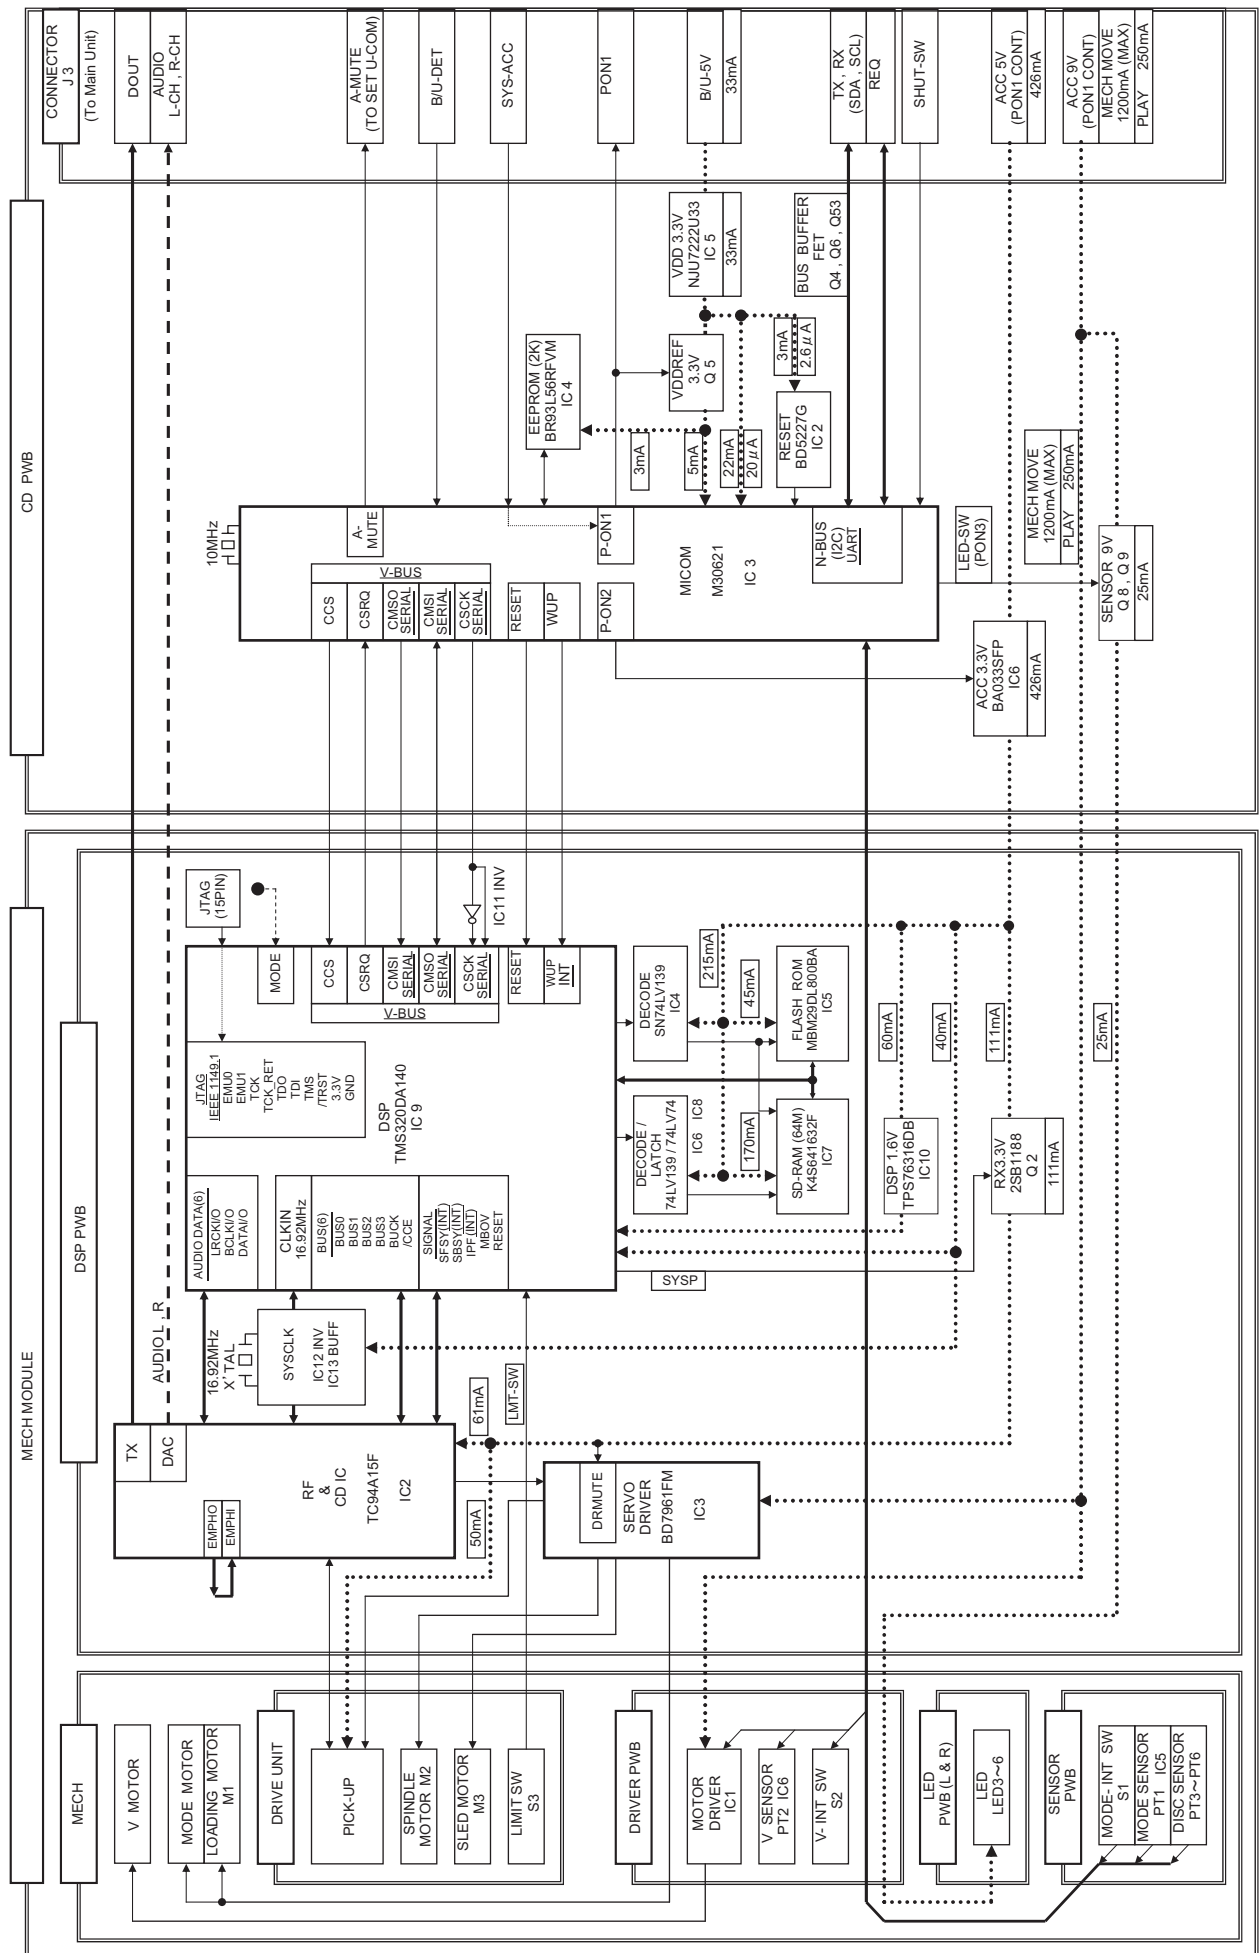 MECH MODULE
CD PWB
DSP PWB
MECH
V MOTOR
MODE MOTOR
LOADING MOTOR
M1
DRIVE UNIT
PICK-UP
SPINDLE
MOTOR M2
SLED MOTOR
M3
LIMIT SW
S3
DRIVER PWB
MOTOR
DRIVER
IC1
V SENSOR
PT2 IC6
V- INT SW
S2
LED
PWB (L & R)
LED
LED3~6
SENSOR
PWB
MODE- INT SW
S1
MODE SENSOR
PT1 IC5
DISC SENSOR
PT3~PT6
TX
DAC
EMPHO
EMPHI
RF
&
CD IC
TC94A15F
IC2
50mA
61mA
LMT-SW
DRMUTE
SERVO
DRIVER
BD7961FM
IC3
AUDIO L , R
16.92MHz
X' TAL
SYSCLK
IC12 INV
IC13 BUFF
AUDIO DATA(6)
LRCKI/O
BCLKI/O
DATAI/O
CLKIN
16.92MHz
BUS(6)
BUS0
BUS1
BUS2
BUS3
BUCK
/CCE
SIGNAL
SFSY(INT)
SBSY(INT)
IPF (INT)
MBOV
RESET
DSP
TMS320DA140
IC 9
JTAG
IEEE 1149.1
EMU0
EMU1
TCK
TCK_RET
TDO
TDI
TMS
/TRST
3.3V
GND
JTAG
(15PIN)
MODE
CCS
CSRQ
CMSI
SERIAL
CMSO
SERIAL
CSCK
SERIAL
V-BUS
RESET
WUP
INT
IC11 INV
SYSP
DECODE /
LATCH
74LV139 / 74LV74
IC6 IC8
DECODE
SN74LV139
IC4
170mA
215mA
45mA
SD-RAM (64M)
K4S641632F
IC7
FLASH ROM
MBM29DL800BA
IC5
60mA
40mA
111mA
25mA
DSP 1.6V
TPS76316DB
IC10
RX3.3V
2SB1188
Q 2
111mA
10MHz
A-
MUTE
V-BUS
CCS
CSRQ
CMSO
SERIAL
CMSI
SERIAL
CSCK
SERIAL
RESET
WUP
P-ON2
P-ON1
MICOM
M30621
IC 3
N-BUS
(I2C)
UART
LED-SW
(PON3)
EEPROM (2K)
BR93L56RFVM
IC 4
3mA
5mA
22mA
20μA
VDDREF
3.3V
Q 5
3mA
2.6μA
RESET
BD5227G
IC 2
VDD 3.3V
NJU7222U33
IC 5
33mA
BUS BUFFER
FET
Q4 , Q6 , Q53
ACC 3.3V
BA033SFP
IC6
426mA
MECH MOVE
1200mA (MAX)
PLAY 250mA
SENSOR 9V
Q 8 , Q 9
25mA
CONNECTOR
J 3
(To Main Unit)
DOUT
AUDIO
L-CH , R-CH
A-MUTE
(TO SET U-COM)
B/U-DET
SYS-ACC
PON1
B/U-5V
33mA
TX , RX
(SDA, SCL)
REQ
SHUT-SW
ACC 5V
(PON1 CONT)
426mA
ACC 9V
(PON1 CONT)
MECH MOVE
1200mA (MAX)
PLAY 250mA